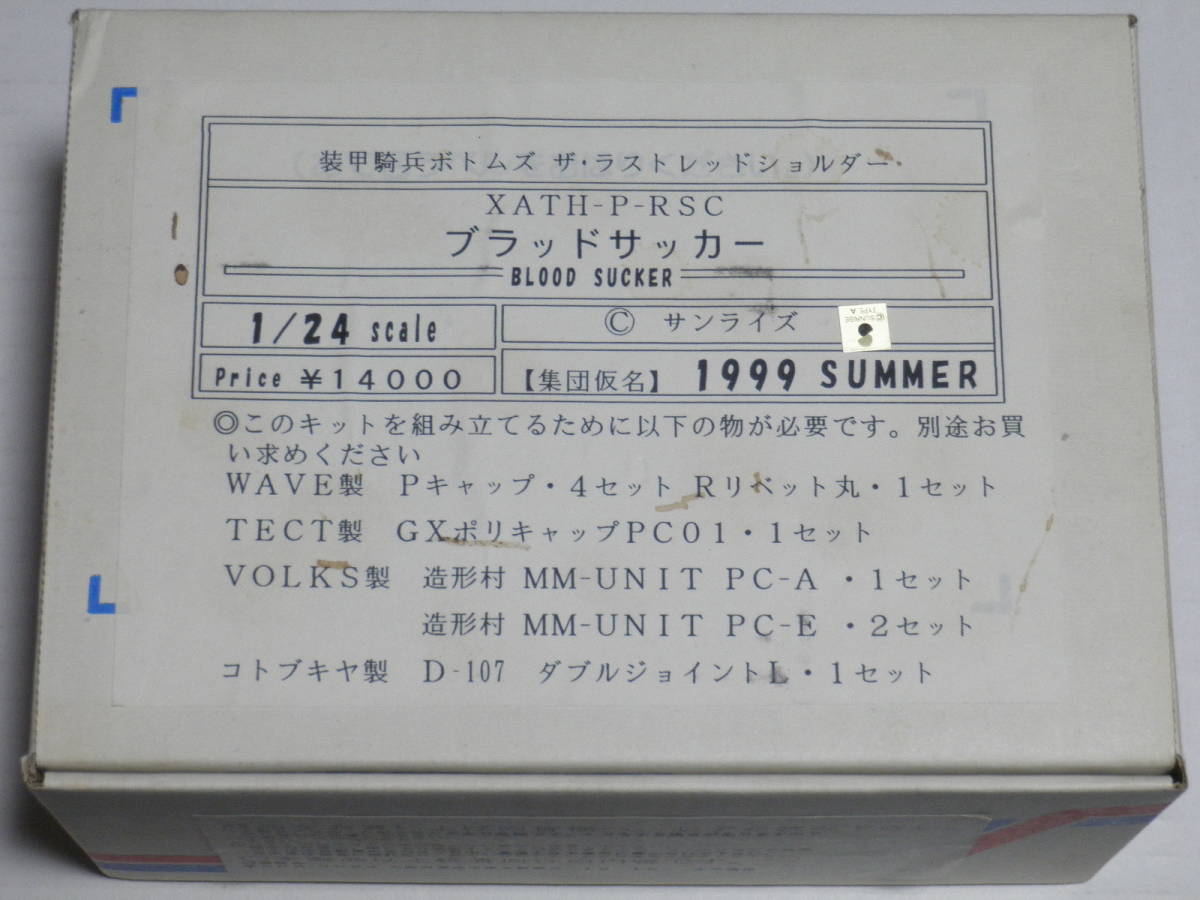 装甲騎兵ボトムズ ザ・ラストレッドショルダー
XATH-P-RSC
ブラッドサッカー
BLOOD SUCKER
1/24 scale
© サンライズ
©SUNRISE
TYPE A
Price ￥14000
【集団仮名】 1999 SUMMER
◎このキットを組み立てるために以下の物が必要です。別途お買
い求めください
WAVE製 Pキャップ・4セット Rリベット丸・1セット
TECT製 GXポリキャップPC01・1セット
VOLKS製 造形村 MM-UNIT PC-A ・1セット
造形村 MM-UNIT PC-E ・2セット
コトブキヤ製 D-107 ダブルジョイントL・1セット